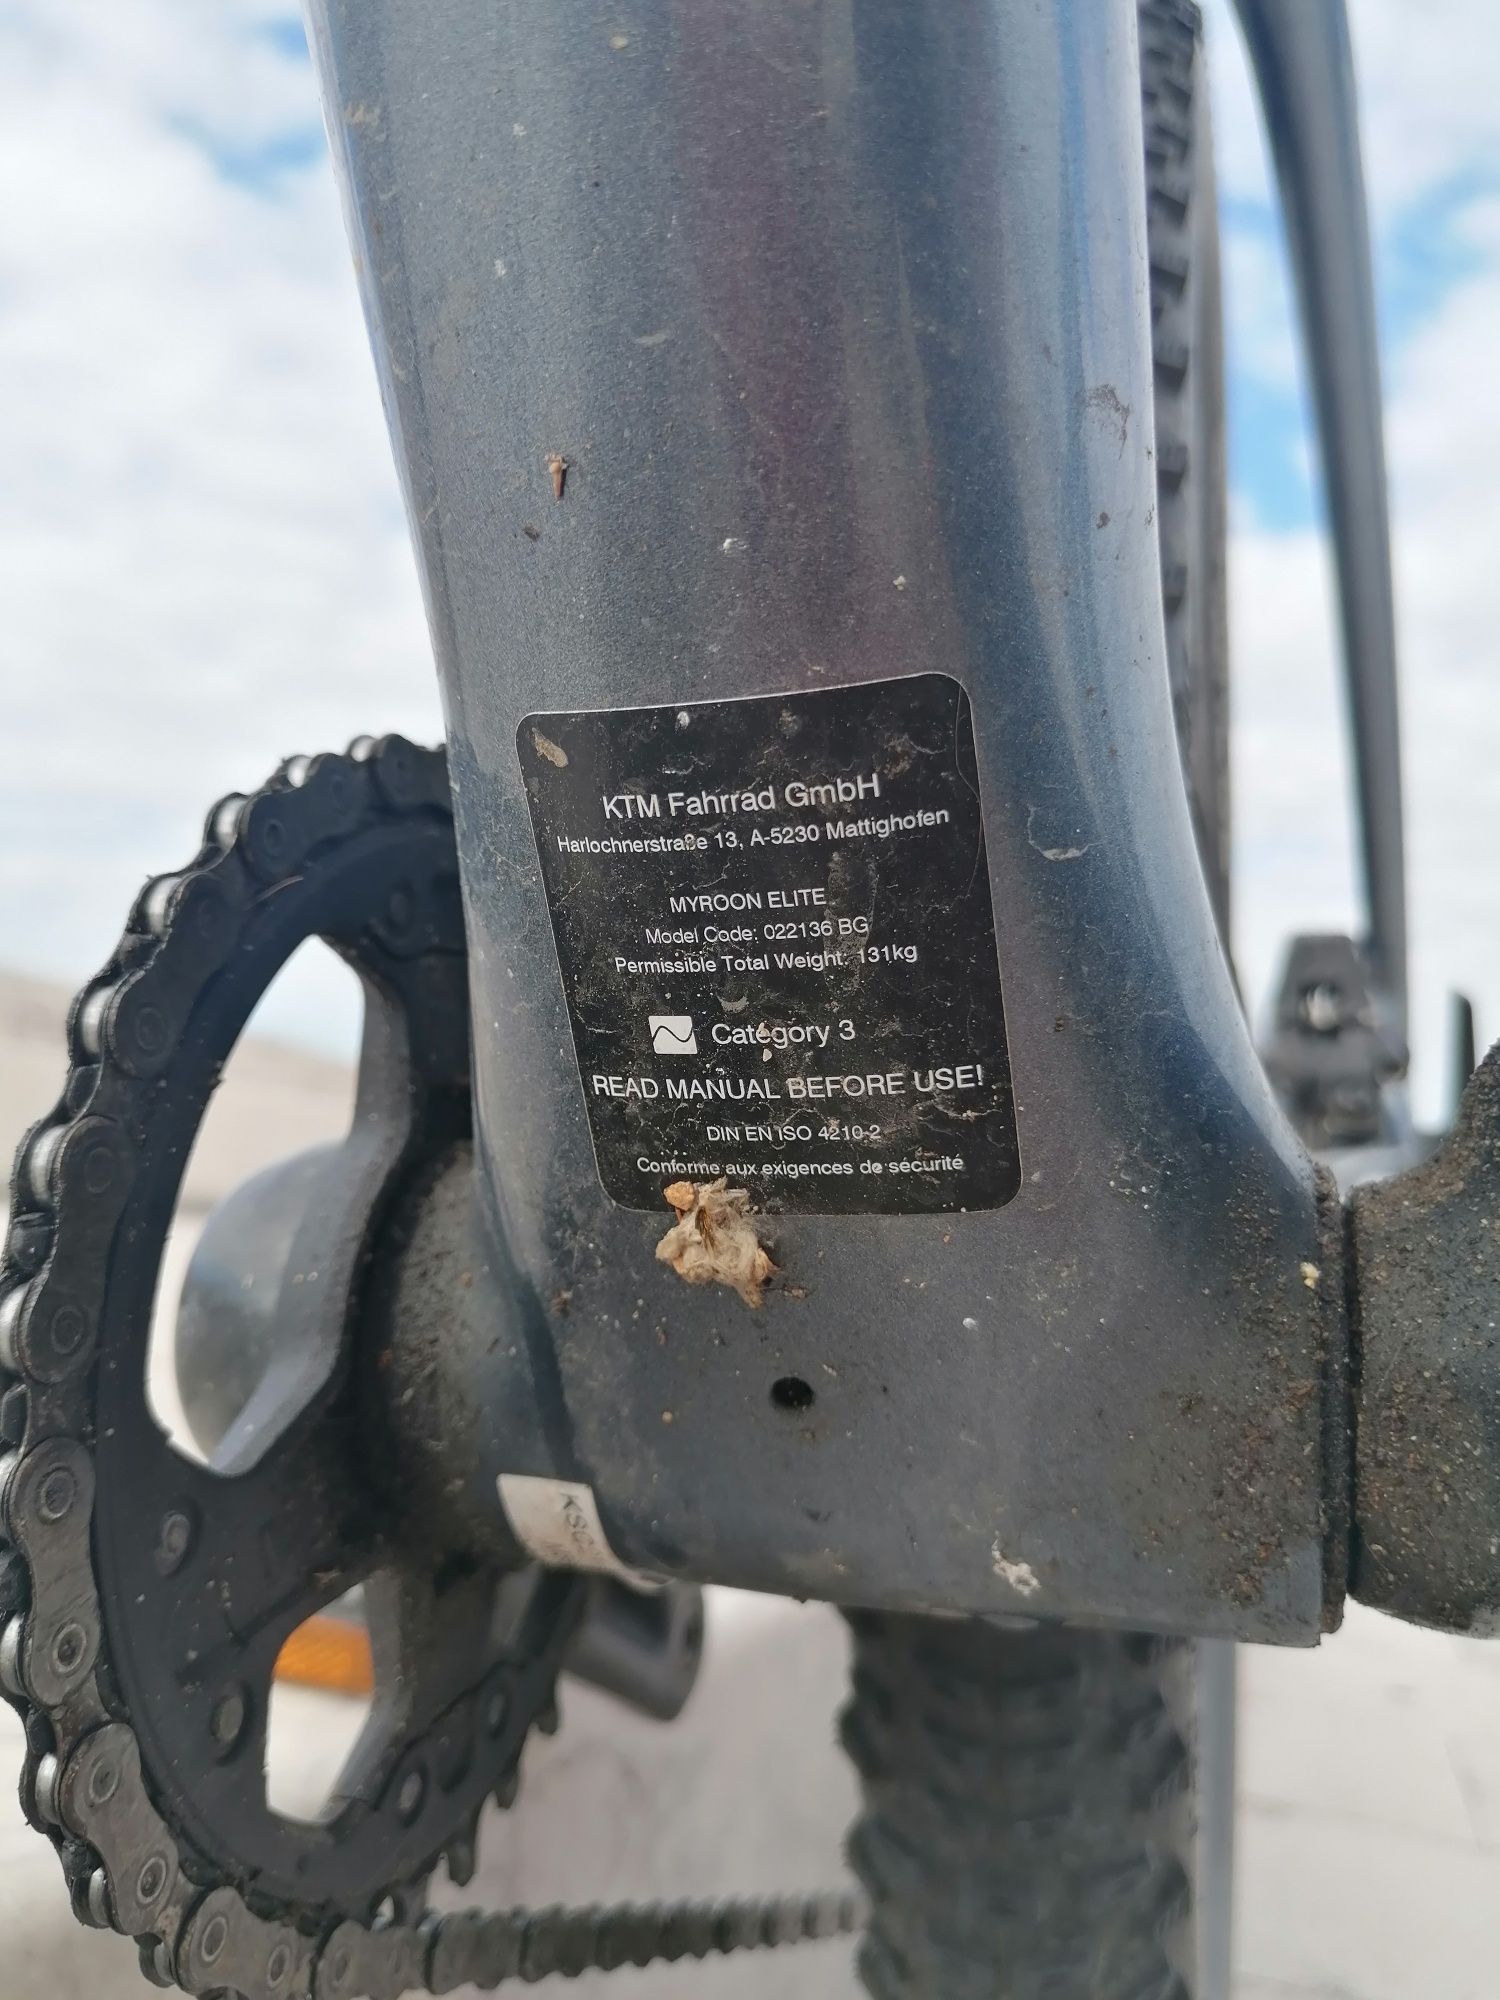 KTM Fahrrad GmbH
Harlochnerstraße 13, A-5230 Mattighofen
MYROON ELITE
Model Code: 022136 BG
Permissible Total Weight: 131kg
Category 3
READ MANUAL BEFORE USE!
DIN EN ISO 4210-2
Conforme aux exigences de sécurité